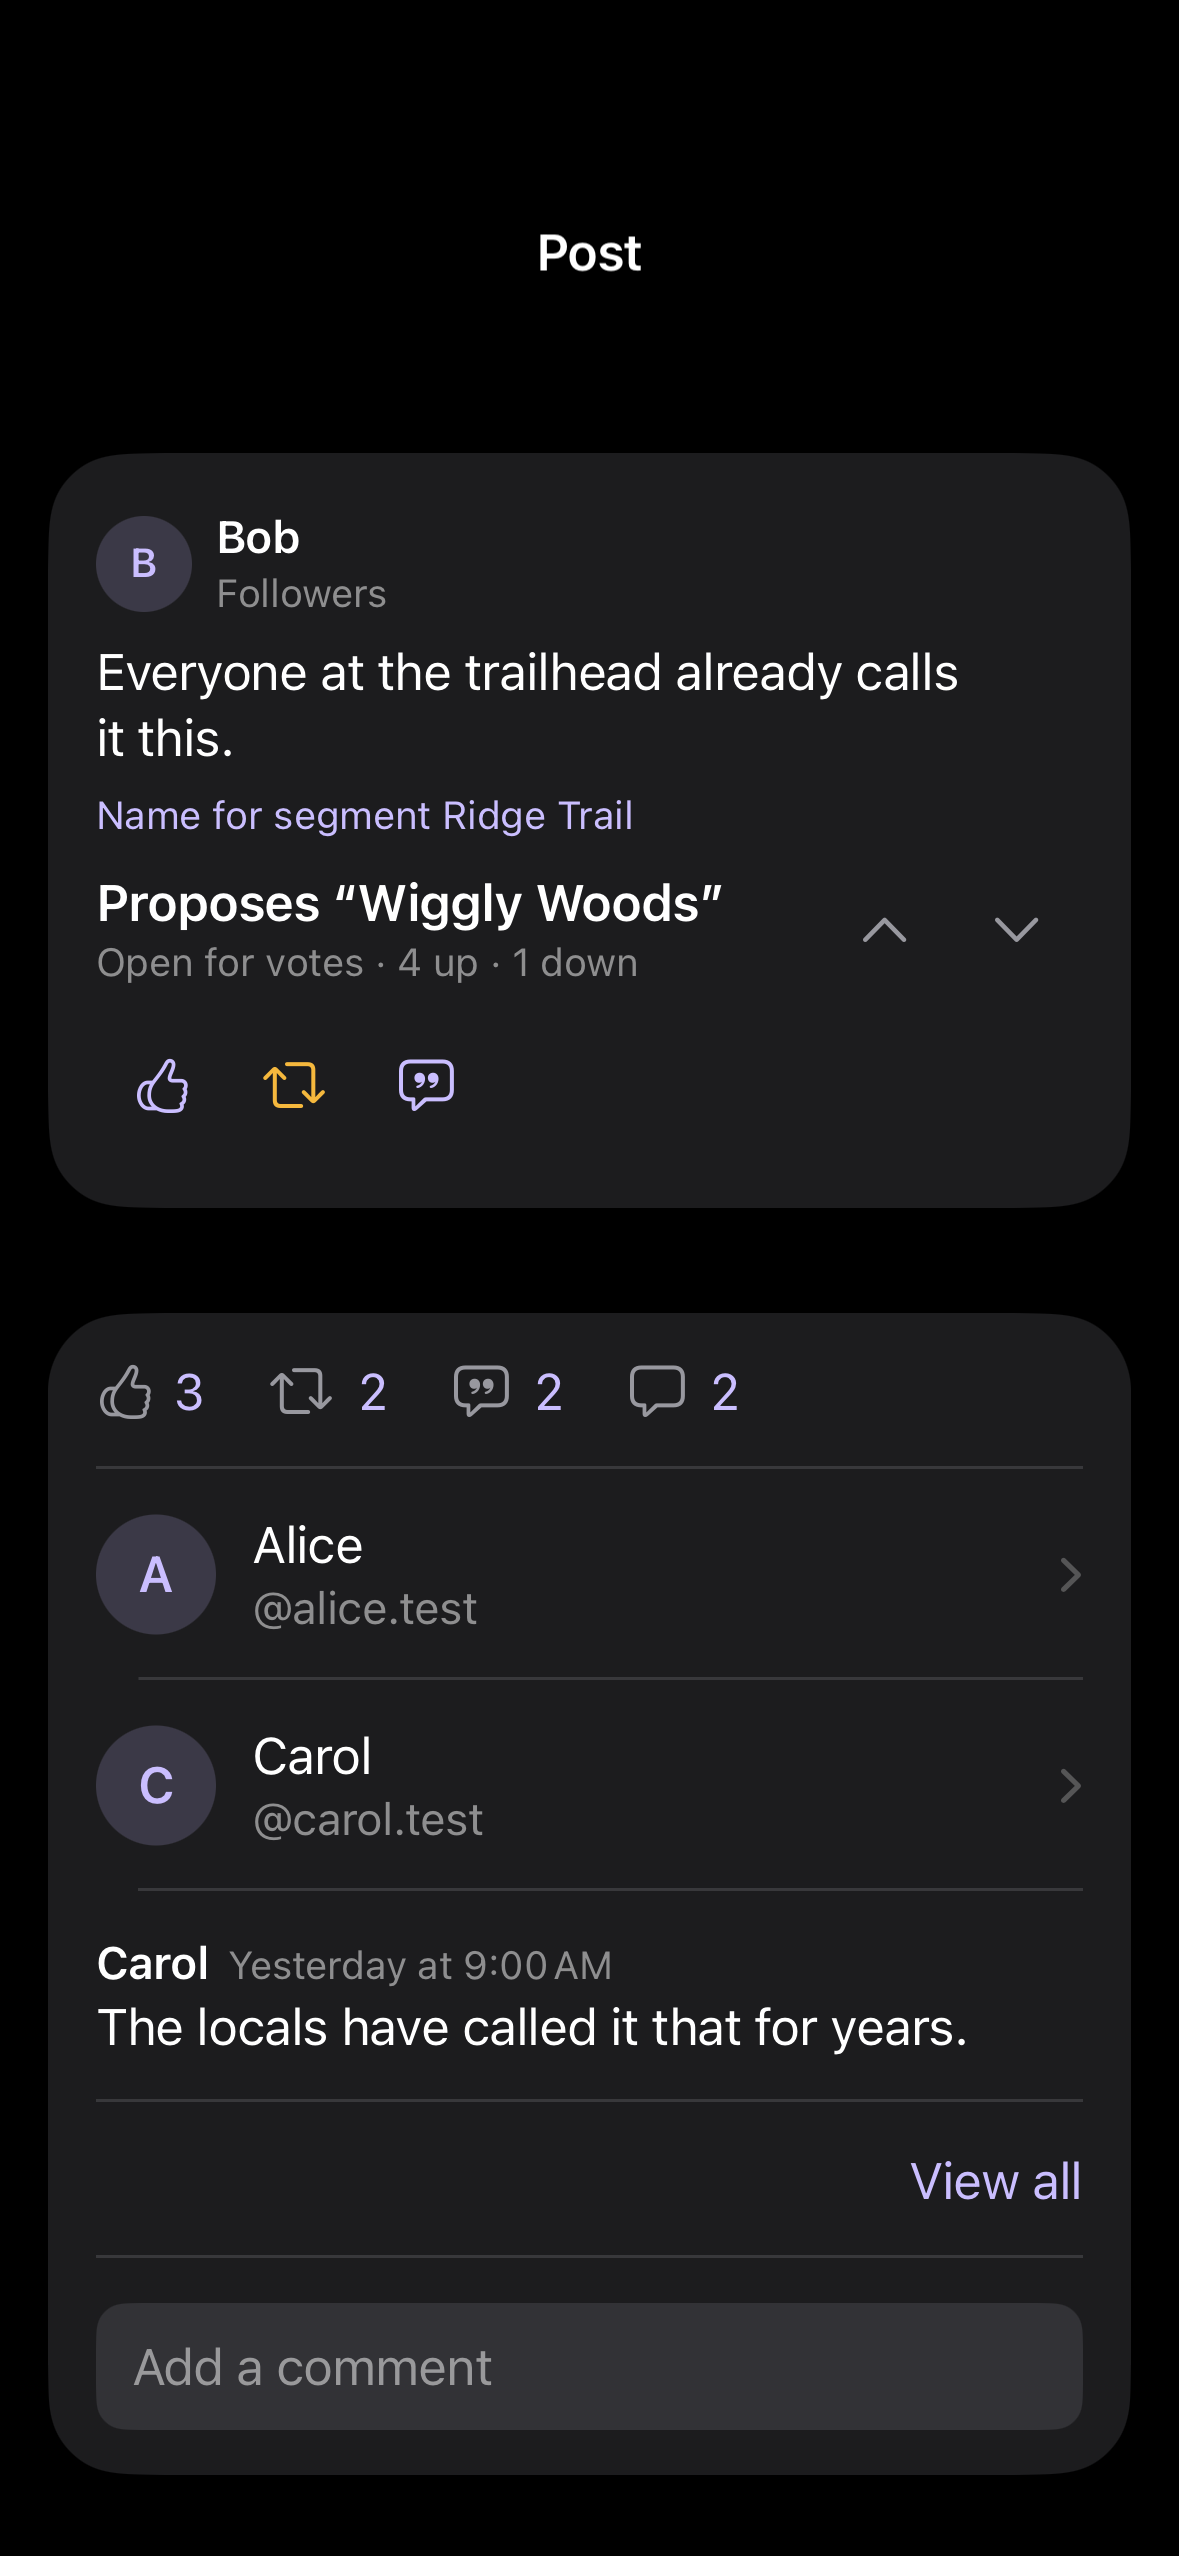 Post
B
Bob
Followers
Everyone at the trailhead already calls
it this.
Name for segment Ridge Trail
Proposes “Wiggly Woods”
Open for votes · 4 up · 1 down
3 2 2 2
A
Alice
@alice.test
C
Carol
@carol.test
Carol Yesterday at 9:00 AM
The locals have called it that for years.
View all
Add a comment